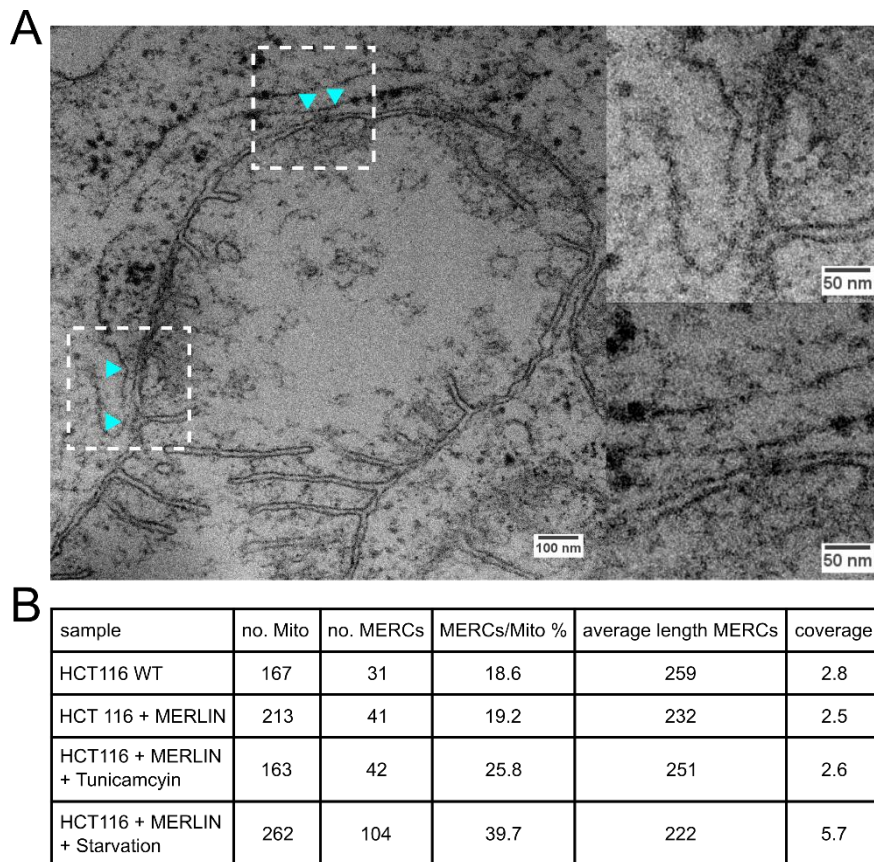 A
50 nm
100 nm
50 nm
B
sample no. Mito no. MERCs MERCs/Mito % average length MERCs coverage
HCT116 WT 167 31 18.6 259 2.8
HCT 116 + MERLIN 213 41 19.2 232 2.5
HCT116 + MERLIN
+ Tunicamcyin 163 42 25.8 251 2.6
HCT116 + MERLIN
+ Starvation 262 104 39.7 222 5.7